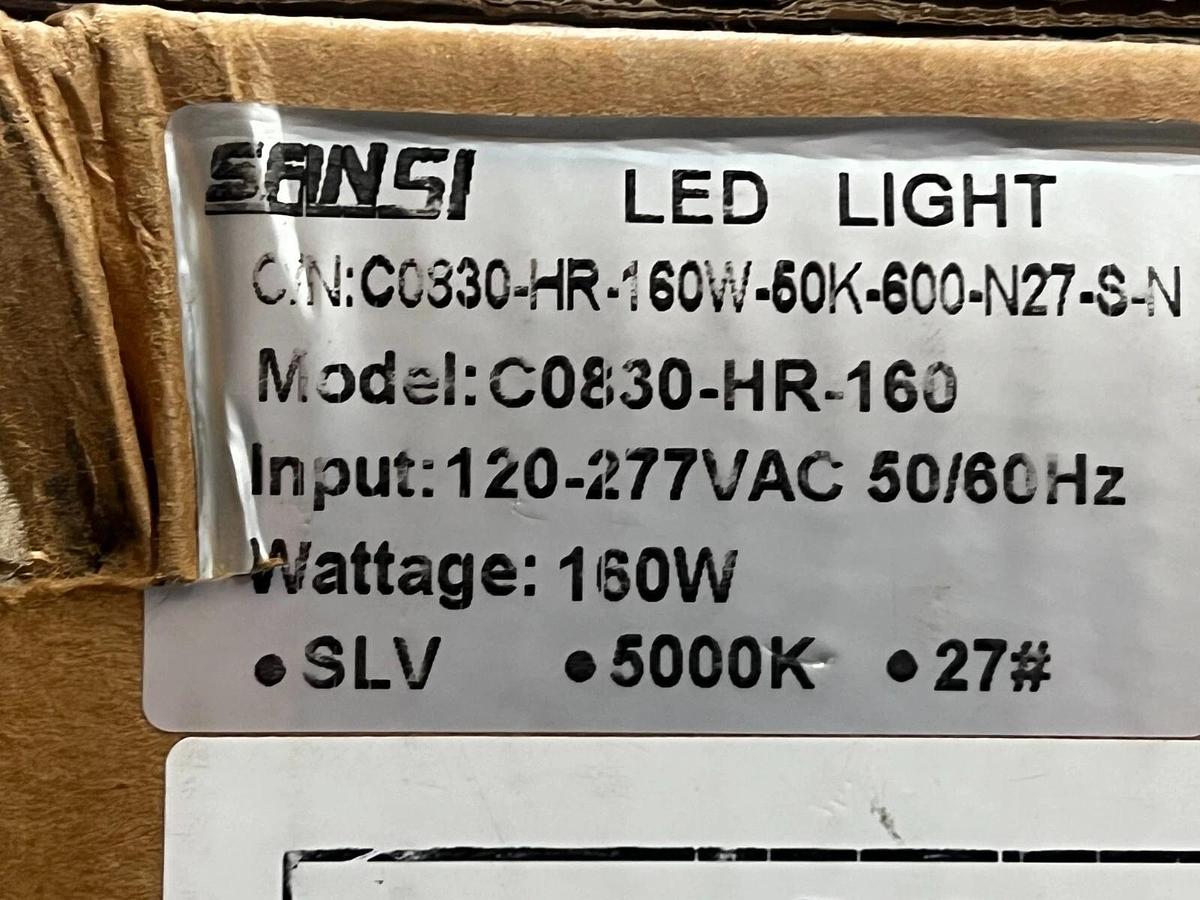 SANSI LED LIGHT
C/N:C0830-HR-160W-50K-600-N27-S-N
Model:C0830-HR-160
Input:120-277VAC 50/60Hz
Wattage: 160W
• SLV • 5000K • 27#